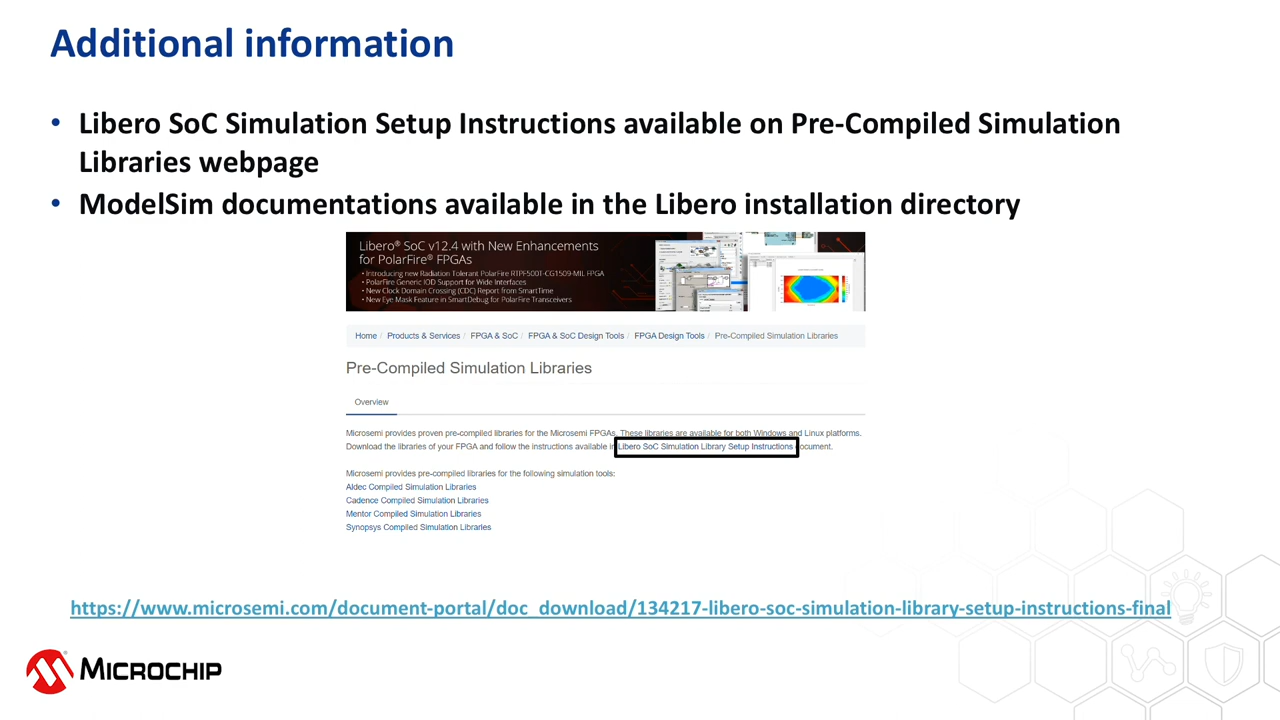 Additional information
• Libero SoC Simulation Setup Instructions available on Pre-Compiled Simulation
Libraries webpage
• ModelSim documentations available in the Libero installation directory
Libero® SoC v12.4 with New Enhancements
for PolarFire® FPGAs
• Introducing new Radiation Tolerant PolarFire RTPF500T-CG1509-MIL FPGA
• PolarFire Generic IOD Support for Wide Interfaces
• New Clock Domain Crossing (CDC) Report from SmartTime
• New Eye Mask Feature in SmartDebug for PolarFire Transceivers
Home / Products & Services / FPGA & SoC / FPGA & SoC Design Tools / FPGA Design Tools / Pre-Compiled Simulation Libraries
Pre-Compiled Simulation Libraries
Overview
Microsemi provides proven pre-compiled libraries for the Microsemi FPGAs. These libraries are available for both Windows and Linux platforms.
Download the libraries of your FPGA and follow the instructions available in Libero SoC Simulation Library Setup Instructions document.
Microsemi provides pre-compiled libraries for the following simulation tools:
Aldec Compiled Simulation Libraries
Cadence Compiled Simulation Libraries
Mentor Compiled Simulation Libraries
Synopsys Compiled Simulation Libraries
https://www.microsemi.com/document-portal/doc_download/134217-libero-soc-simulation-library-setup-instructions-final
MICROCHIP